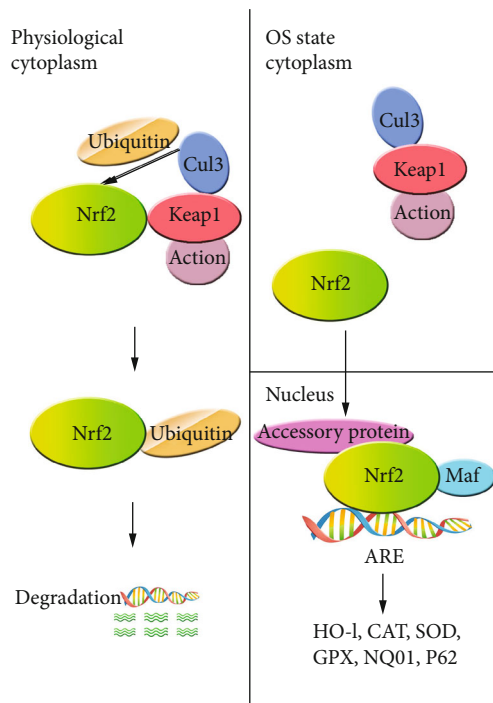 Physiological
cytoplasm
Ubiquitin
Cul3
Nrf2
Keap1
Action
Nrf2
Ubiquitin
Degradation
OS state
cytoplasm
Cul3
Keap1
Action
Nrf2
Nucleus
Accessory protein
Nrf2
Maf
ARE
HO-l, CAT, SOD,
GPX, NQ01, P62